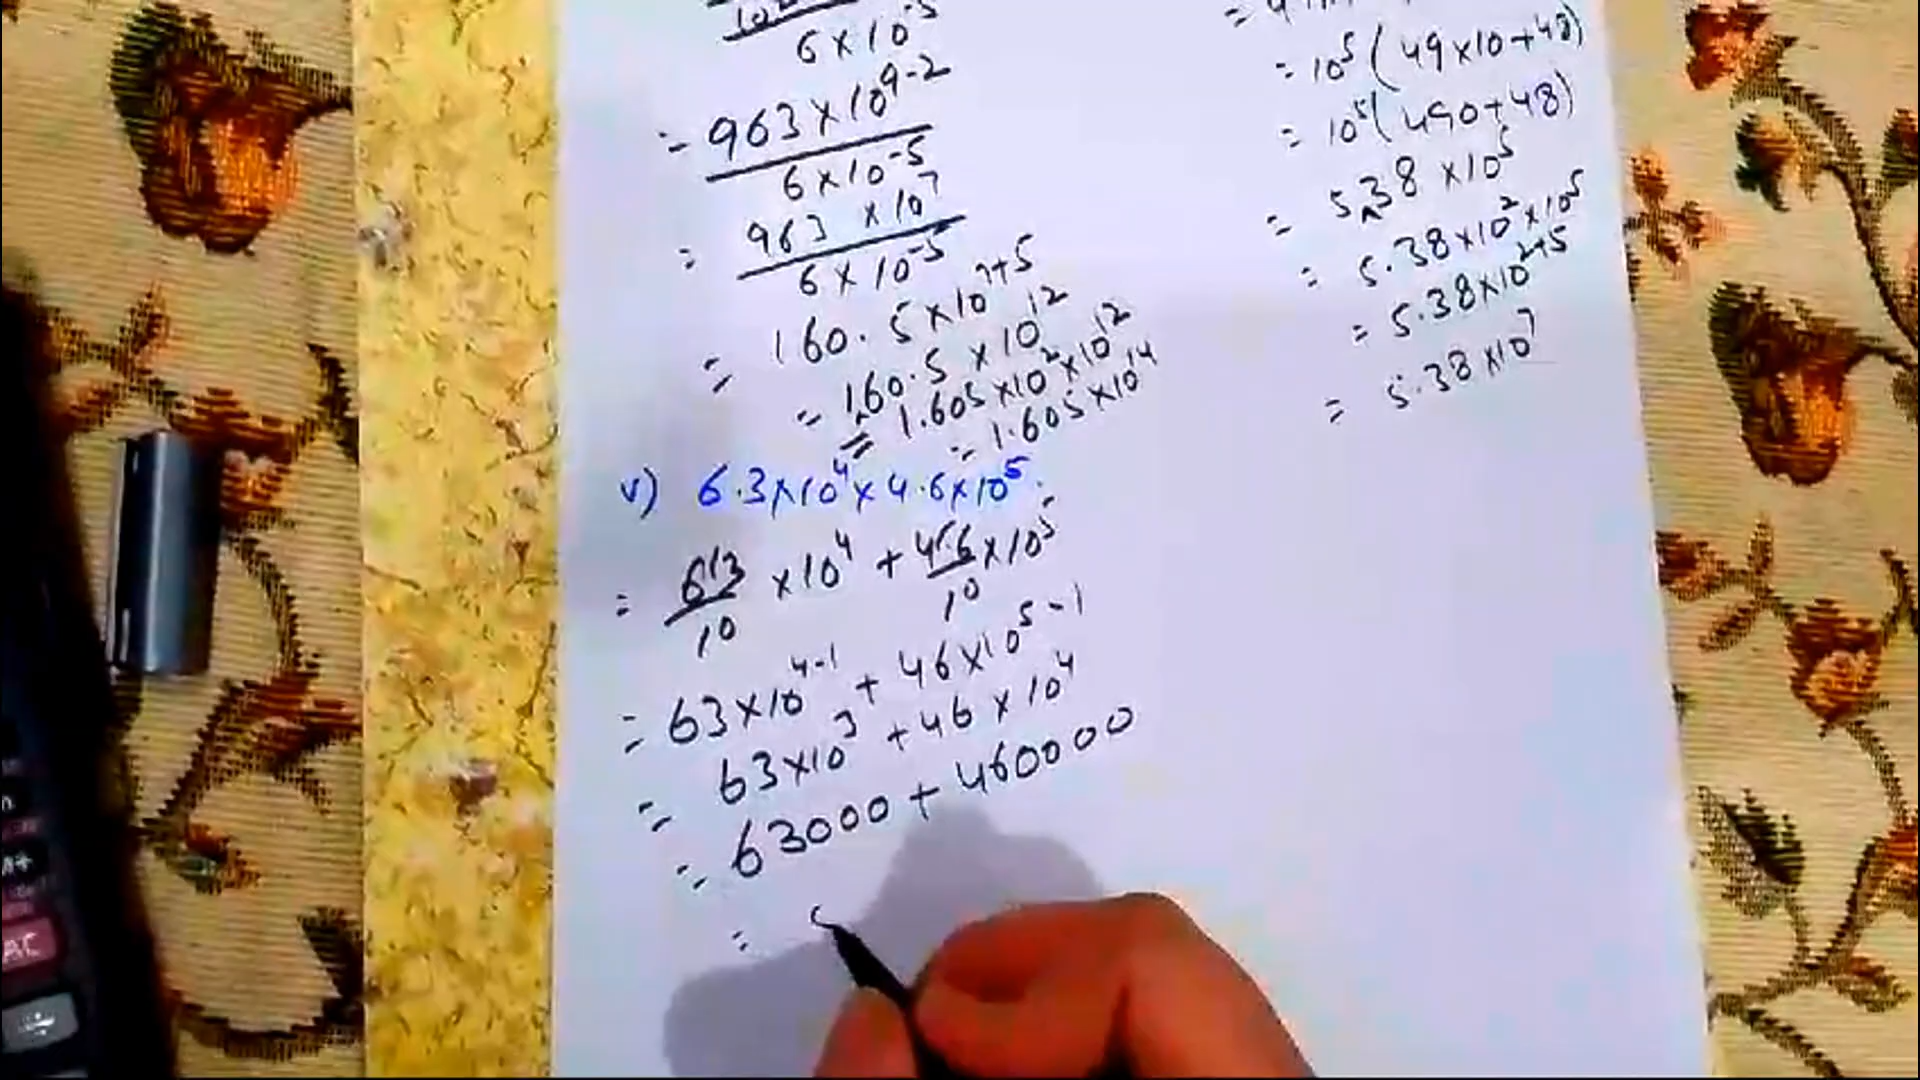 6×10⁻⁵
= 963×10⁹⁻²
6×10⁻⁵
= 963 ×10⁷
6×10⁻⁵
= 160.5×10⁷⁺⁵
= 160.5×10¹²
= 1.605×10²×10¹²
= 1.605×10¹⁴
v) 6.3×10⁴×4.6×10⁵.
= 63/10 ×10⁴ + 46/10 ×10⁵
= 63×10⁴⁻¹ + 46×10⁵⁻¹
= 63×10³ + 46×10⁴
= 63000 + 460000
=
= 10⁵(49×10+48)
= 10⁵(490+48)
= 538 ×10⁵
= 5.38×10²×10⁵
= 5.38×10²⁺⁵
= 5.38×10⁷
AC
÷